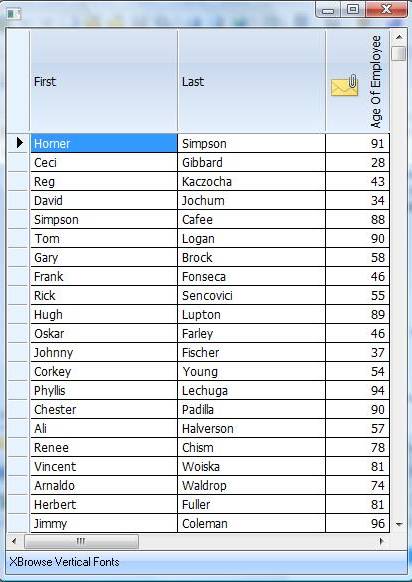 First Last Age Of Employee
Homer Simpson 91
Ceci Gibbard 28
Reg Kaczocha 43
David Jochum 34
Simpson Cafee 88
Tom Logan 90
Gary Brock 58
Frank Fonseca 46
Rick Sencovici 55
Hugh Lupton 89
Oskar Farley 46
Johnny Fischer 37
Corkey Young 54
Phyllis Lechuga 94
Chester Padilla 90
Ali Halverson 57
Renee Chism 78
Vincent Woiska 81
Arnaldo Waldrop 74
Herbert Fuller 81
Jimmy Coleman 96
XBrowse Vertical Fonts